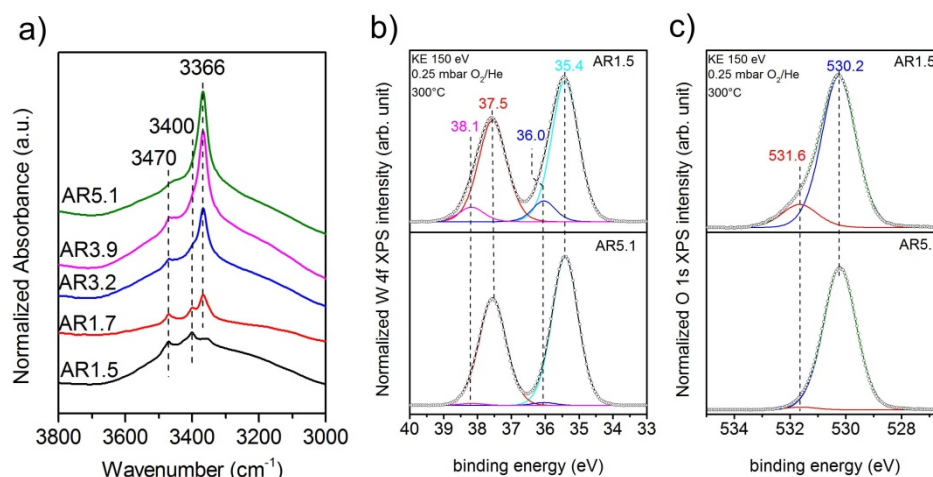 a)
3366
3400
3470
AR5.1
AR3.9
AR3.2
AR1.7
AR1.5
Normalized Absorbance (a.u.)
3800 3600 3400 3200 3000
Wavenumber (cm-1)
b)
KE 150 eV
0.25 mbar O2/He
300°C
AR1.5
35.4
37.5
38.1
36.0
AR5.1
Normalized W 4f XPS intensity (arb. unit)
40 39 38 37 36 35 34 33
binding energy (eV)
c)
KE 150 eV
0.25 mbar O2/He
300°C
530.2
AR1.5
531.6
AR5.
Normalized O 1s XPS intensity (arb. unit)
534 532 530 528
binding energy (eV)